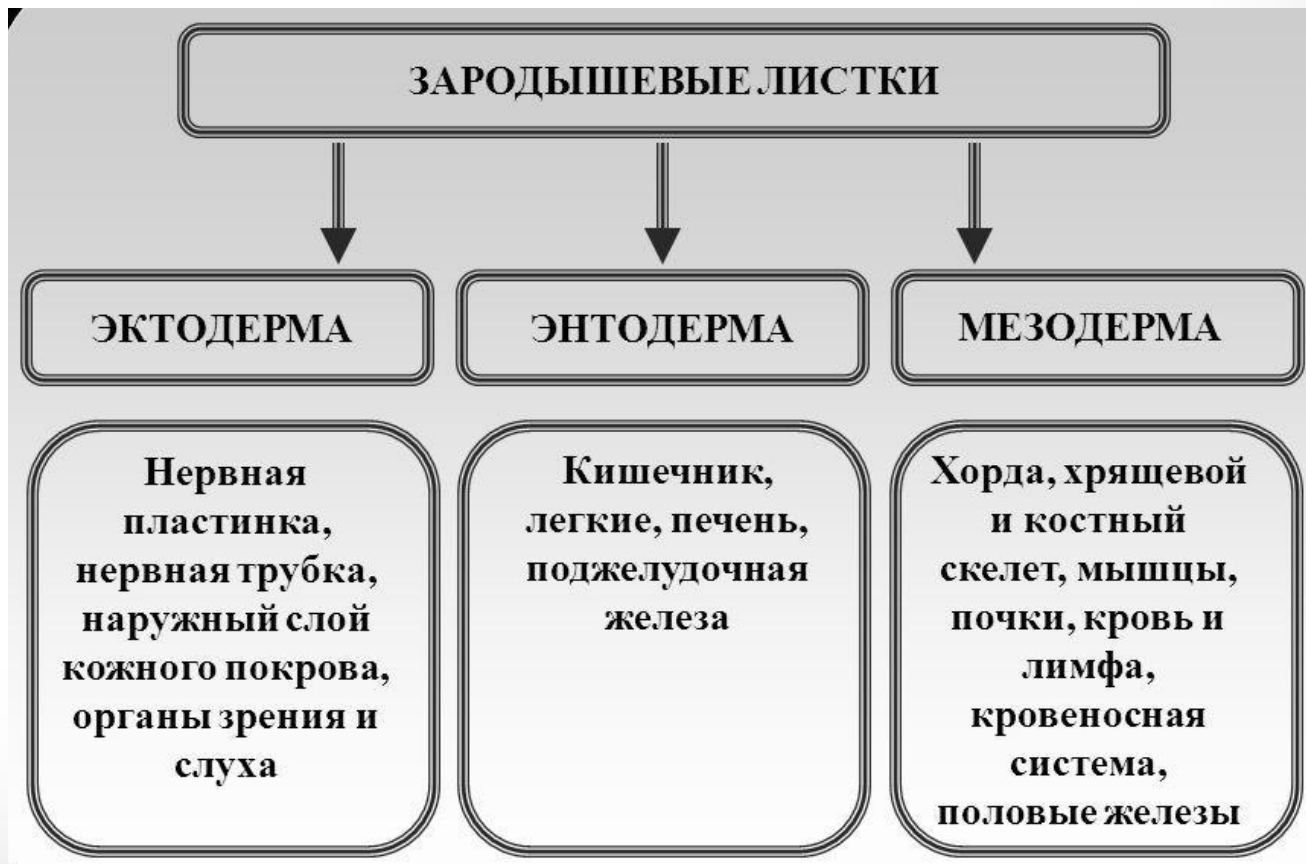 ЗАРОДЫШЕВЫЕ ЛИСТКИ
ЭКТОДЕРМА
ЭНТОДЕРМА
МЕЗОДЕРМА
Нервная
пластинка,
нервная трубка,
наружный слой
кожного покрова,
органы зрения и
слуха
Кишечник,
легкие, печень,
поджелудочная
железа
Хорда, хрящевой
и костный
скелет, мышцы,
почки, кровь и
лимфа,
кровеносная
система,
половые железы